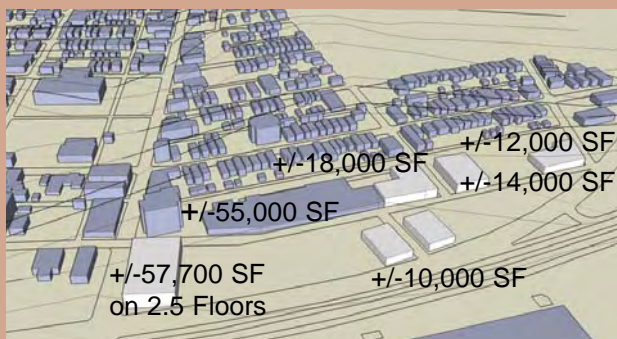 +/-12,000 SF
+/-18,000 SF
+/-14,000 SF
+/-55,000 SF
+/-57,700 SF
on 2.5 Floors
+/-10,000 SF